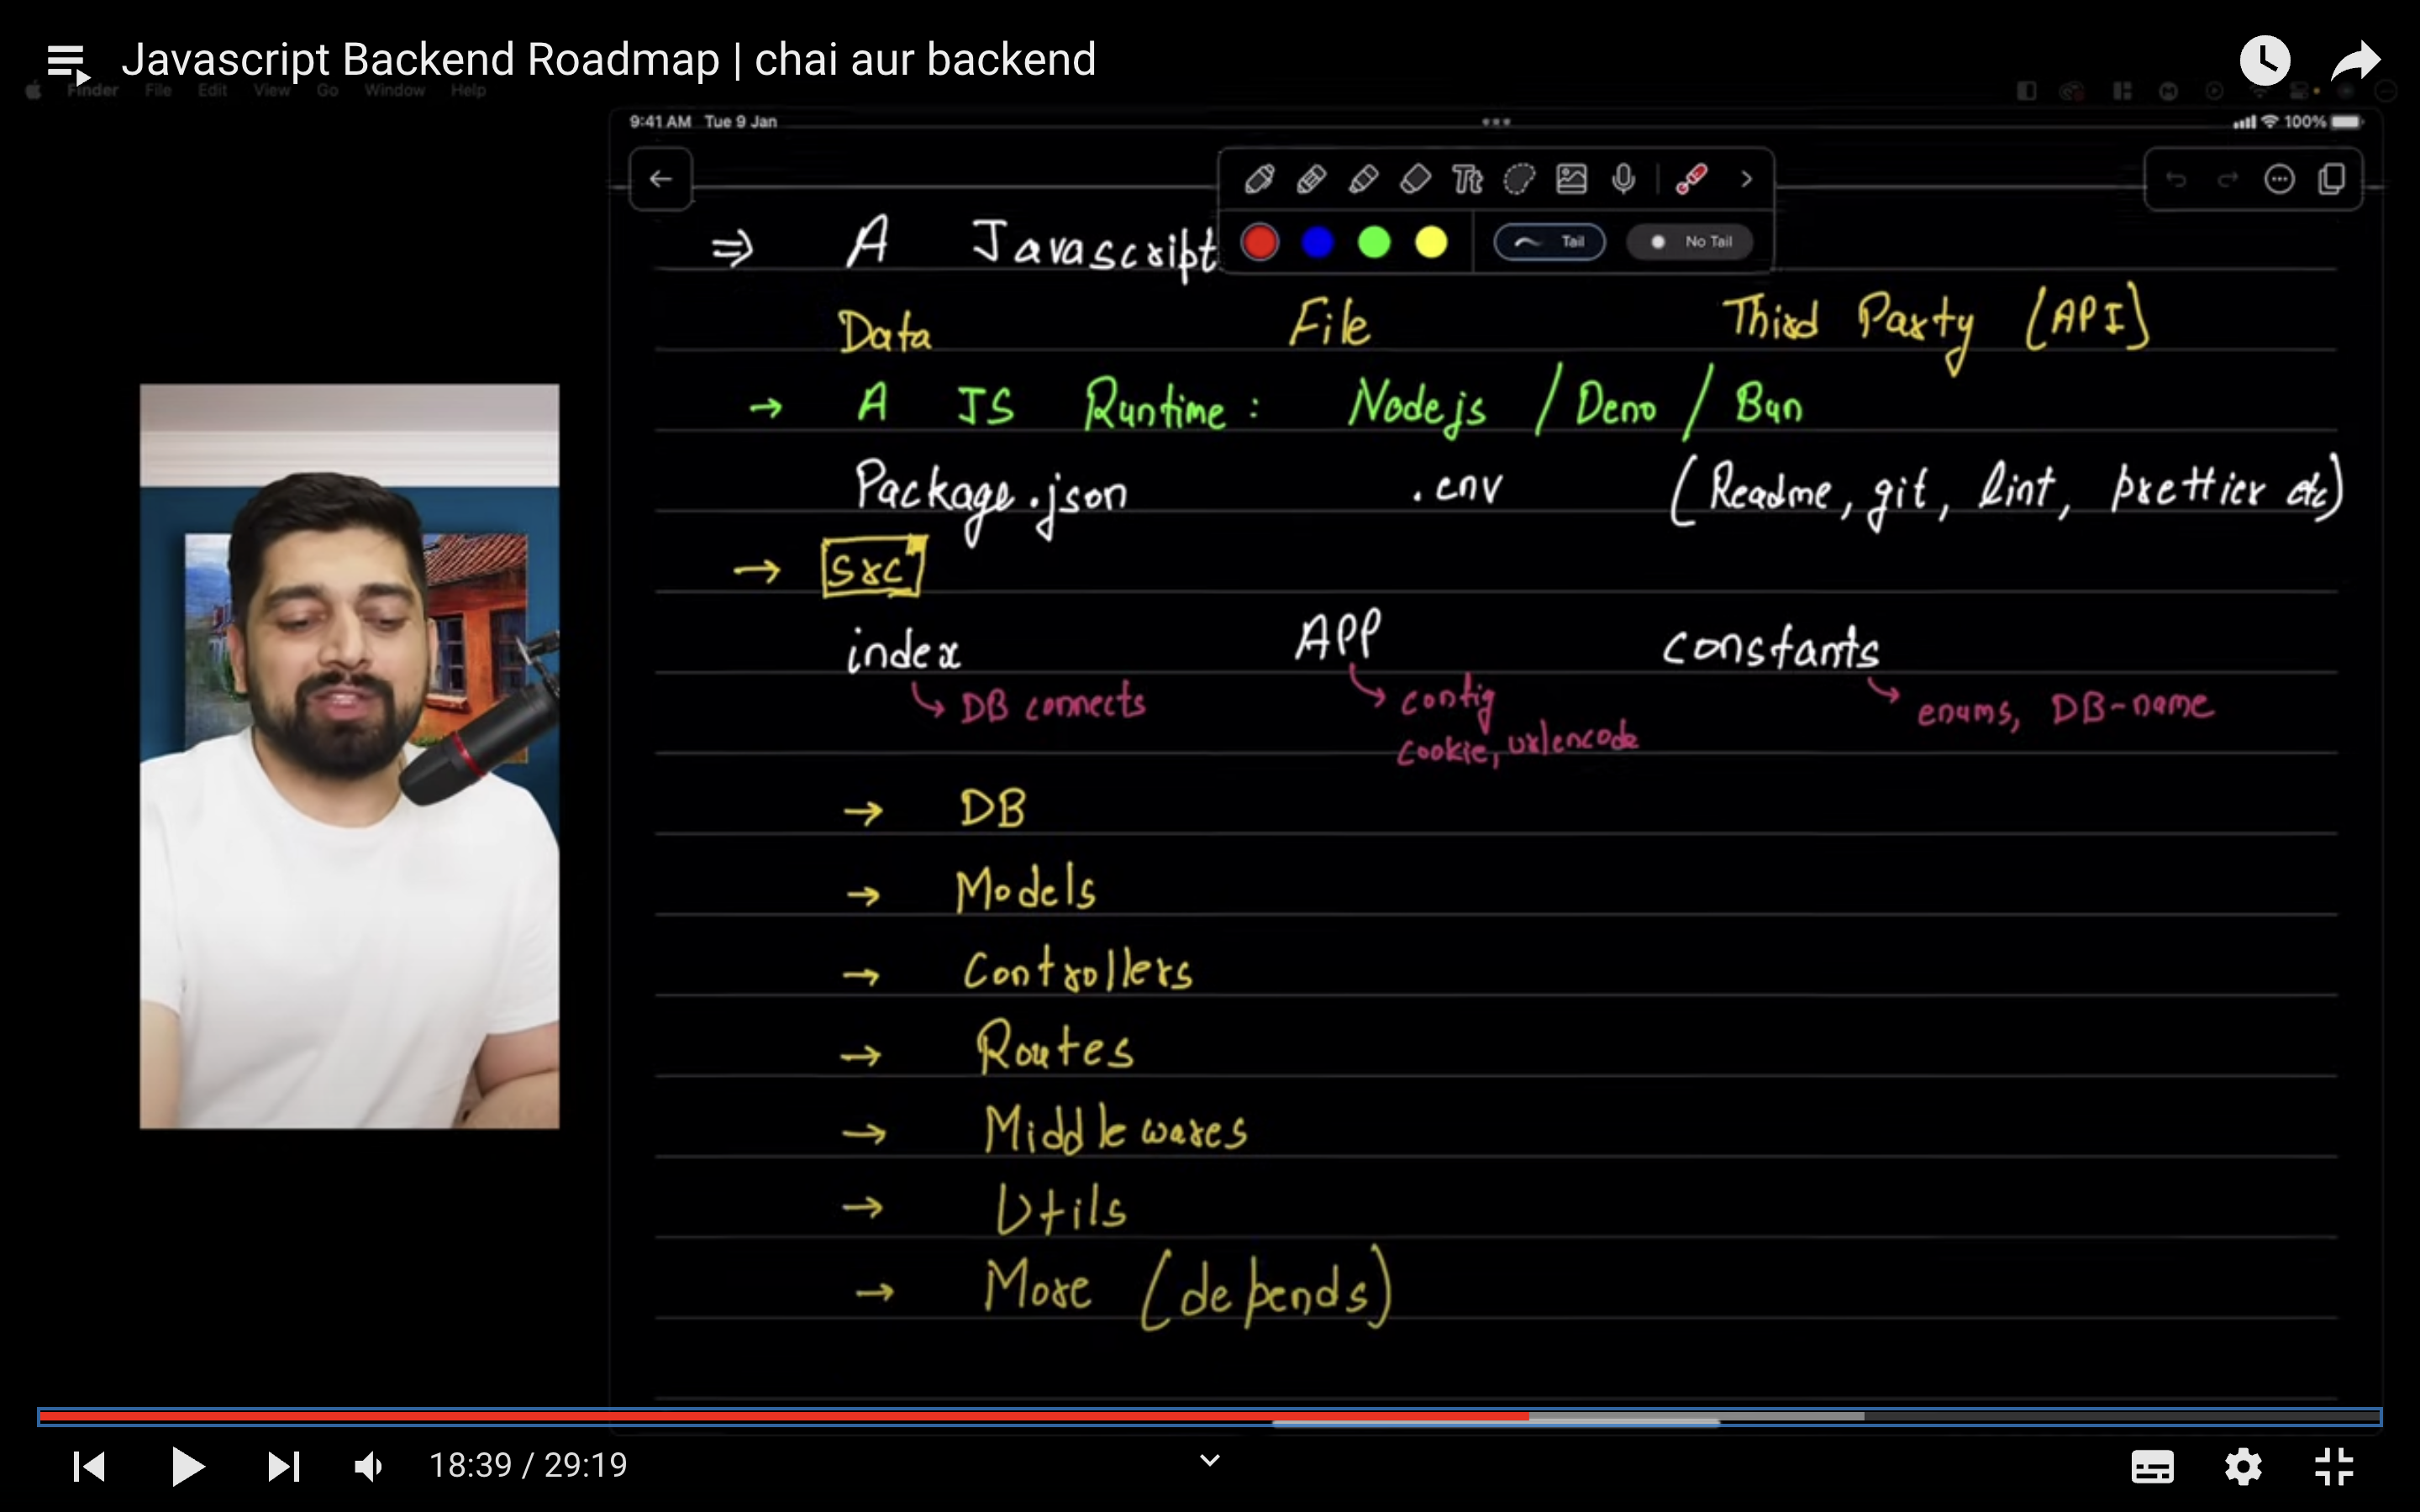 Javascript Backend Roadmap | chai aur backend
Finder File Edit View Go Window Help
9:41 AM Tue 9 Jan
100%
Tt
Tail No Tail
⇒ A Javascript
Data File Third Party (API)
→ A JS Runtime : Nodejs / Deno / Bun
Package.json .env (Readme, git, lint, prettier etc)
→ src
index APP constants
DB connects config enums, DB-name
cookie, urlencode
→ DB
→ Models
→ Controllers
→ Routes
→ Middlewares
→ Utils
→ More (depends)
18:39 / 29:19